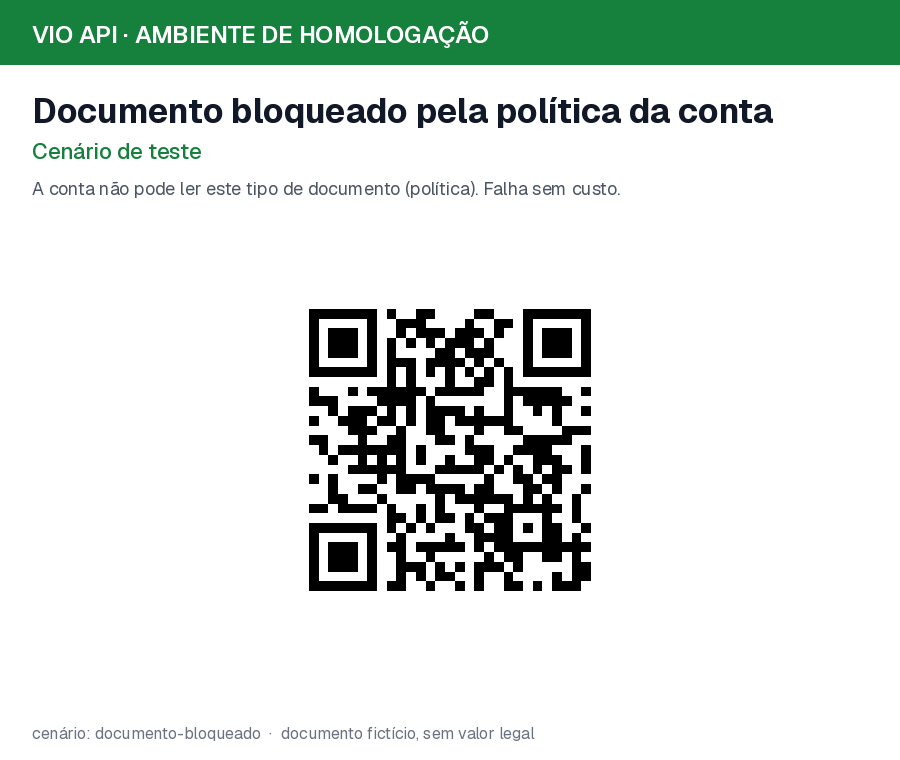 VIO API · AMBIENTE DE HOMOLOGAÇÃO
Documento bloqueado pela política da conta
Cenário de teste
A conta não pode ler este tipo de documento (política). Falha sem custo.
cenário: documento-bloqueado · documento fictício, sem valor legal